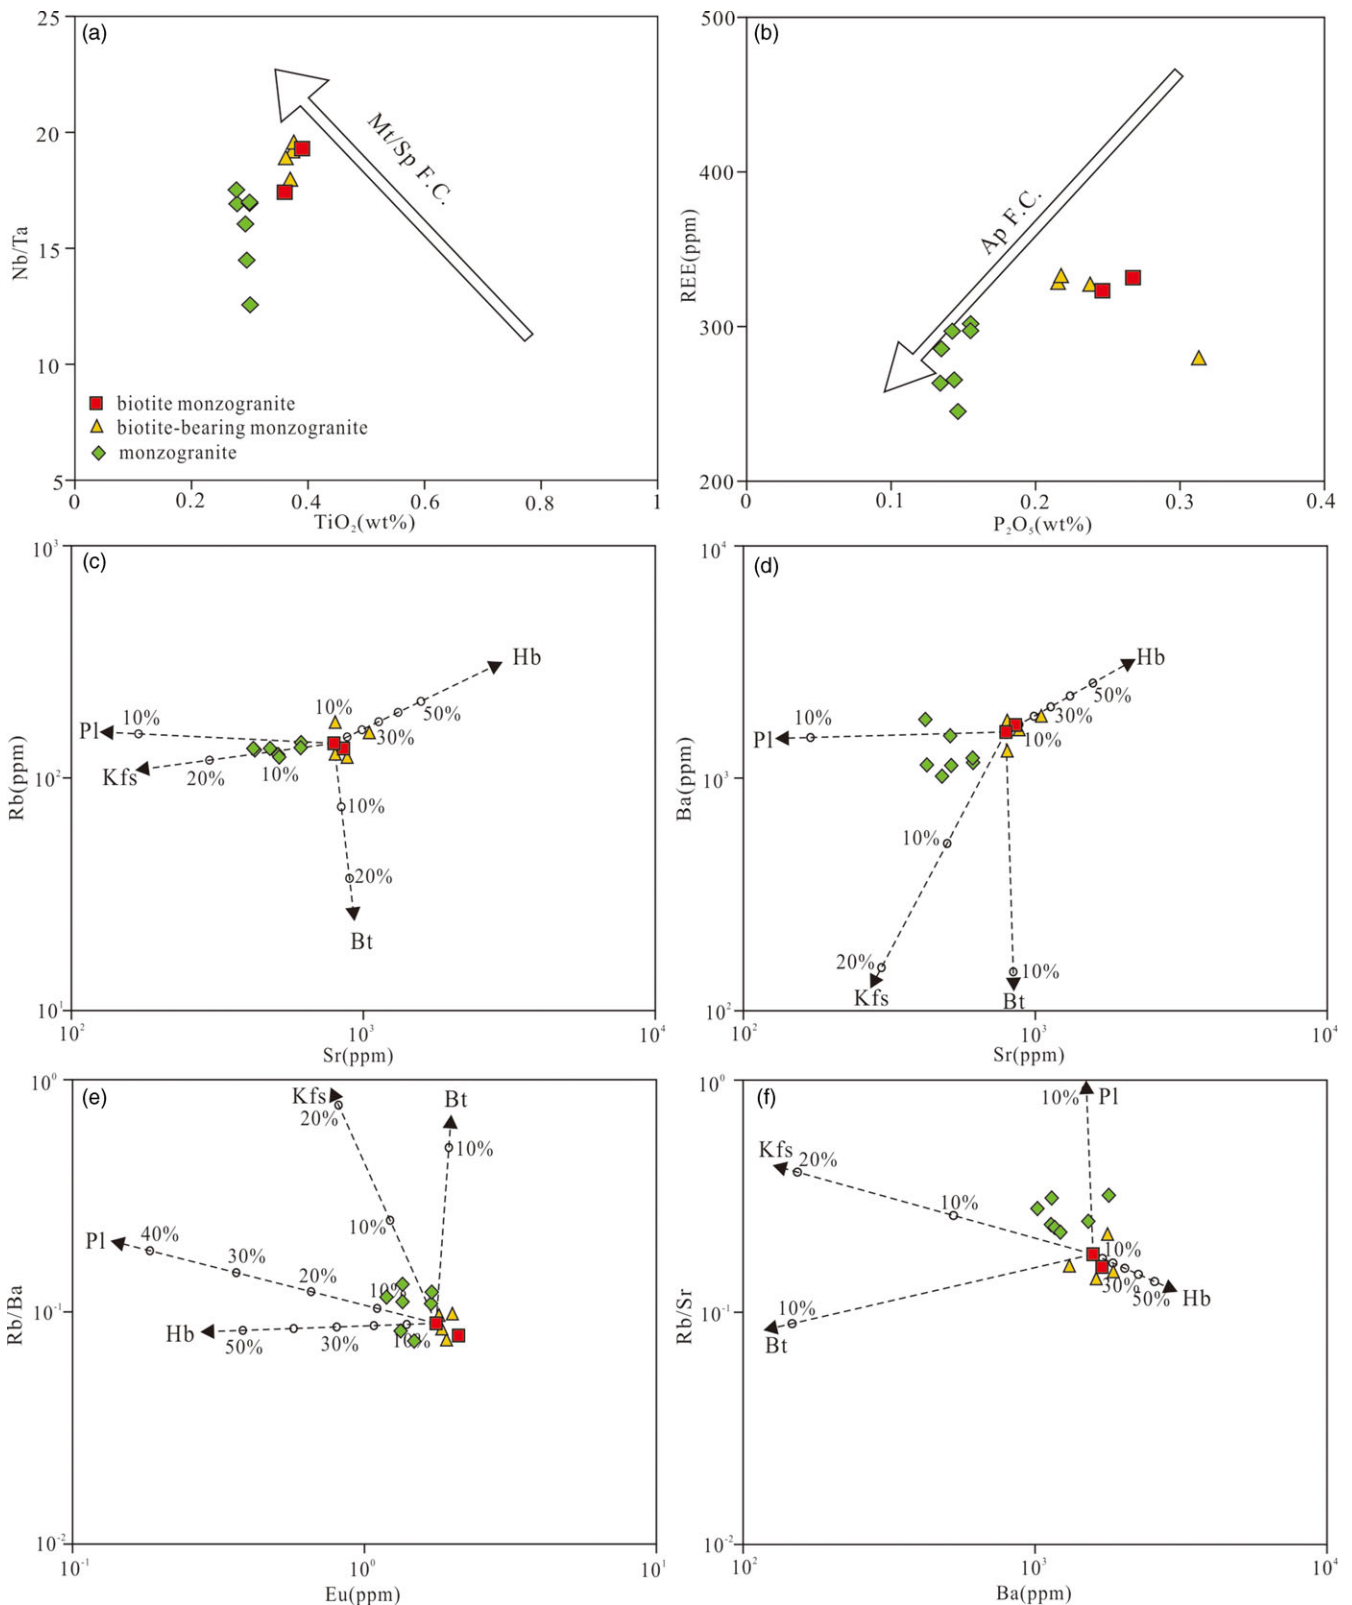 (a)
25
20
15
10
5
Nb/Ta
Mt/Sp F.C.
biotite monzogranite
biotite-bearing monzogranite
monzogranite
0 0.2 0.4 0.6 0.8 1
TiO₂(wt%)
(b)
500
400
300
200
REE(ppm)
Ap F.C.
0 0.1 0.2 0.3 0.4
P₂O₅(wt%)
(c)
10³
10²
10¹
Rb(ppm)
Hb
10% 50%
30%
Pl 10%
Kfs 20% 10%
10%
20%
Bt
10² 10³ 10⁴
Sr(ppm)
(d)
10⁴
10³
10²
Ba(ppm)
Hb
50%
30%
10%
Pl 10%
10%
20%
Kfs
10%
Bt
10² 10³ 10⁴
Sr(ppm)
(e)
10⁰
10⁻¹
10⁻²
Rb/Ba
Kfs
20%
Bt
10%
10%
Pl 40% 30% 20% 10%
Hb 50% 30% 10%
10⁻¹ 10⁰ 10¹
Eu(ppm)
(f)
10⁰
10⁻¹
10⁻²
Rb/Sr
10% Pl
Kfs 20%
10%
10%
30%
50% Hb
10%
Bt
10² 10³ 10⁴
Ba(ppm)